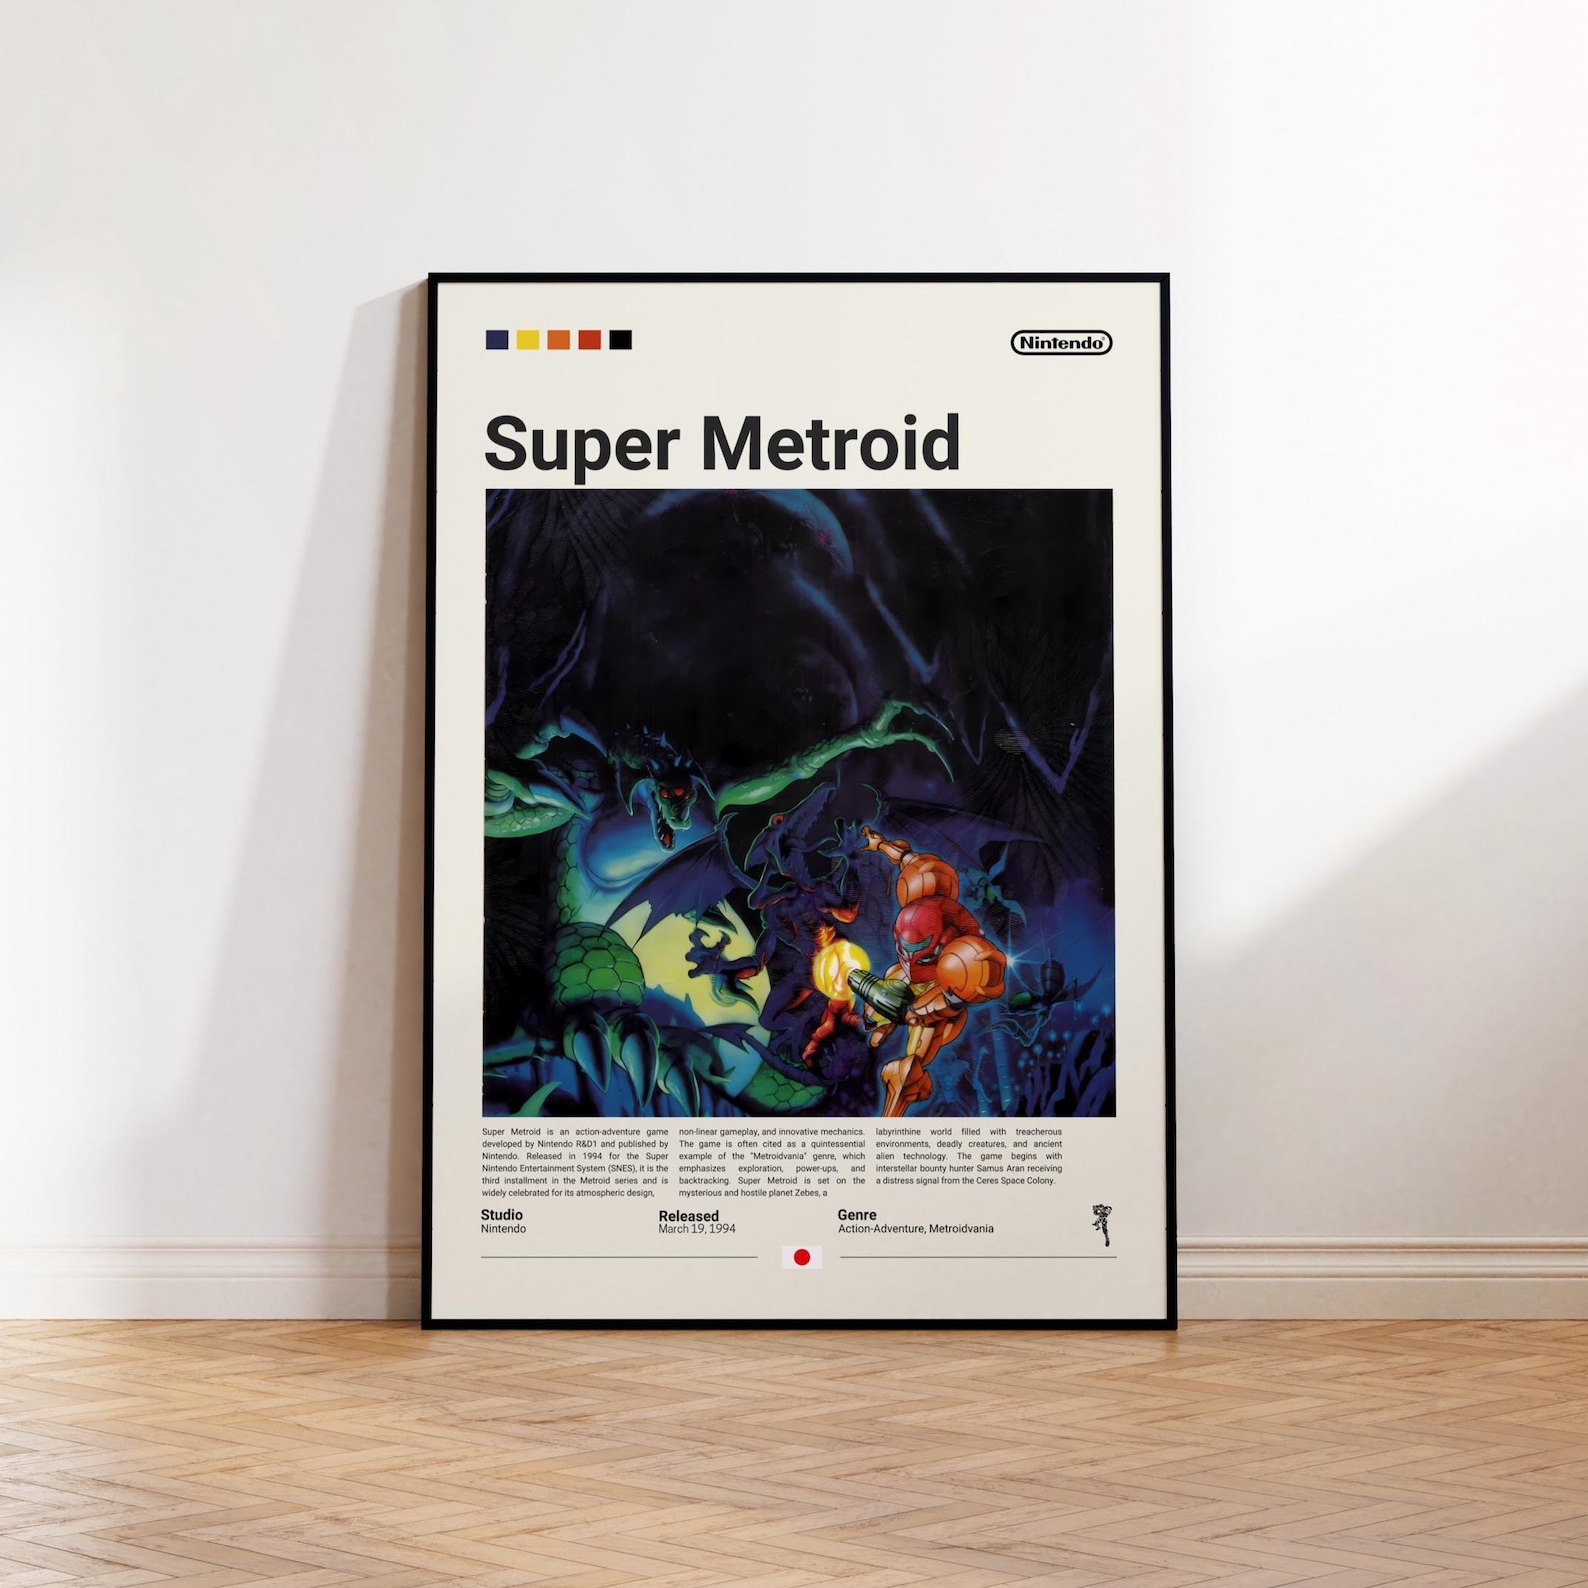 Nintendo
Super Metroid
Super Metroid is an action-adventure game
developed by Nintendo R&D1 and published by
Nintendo. Released in 1994 for the Super
Nintendo Entertainment System (SNES), it is the
third installment in the Metroid series and is
widely celebrated for its atmospheric design,
non-linear gameplay, and innovative mechanics.
The game is often cited as a quintessential
example of the "Metroidvania" genre, which
emphasizes exploration, power-ups, and
backtracking. Super Metroid is set on the
mysterious and hostile planet Zebes, a
labyrinthine world filled with treacherous
environments, deadly creatures, and ancient
alien technology. The game begins with
interstellar bounty hunter Samus Aran receiving
a distress signal from the Ceres Space Colony.
Studio
Nintendo
Released
March 19, 1994
Genre
Action-Adventure, Metroidvania